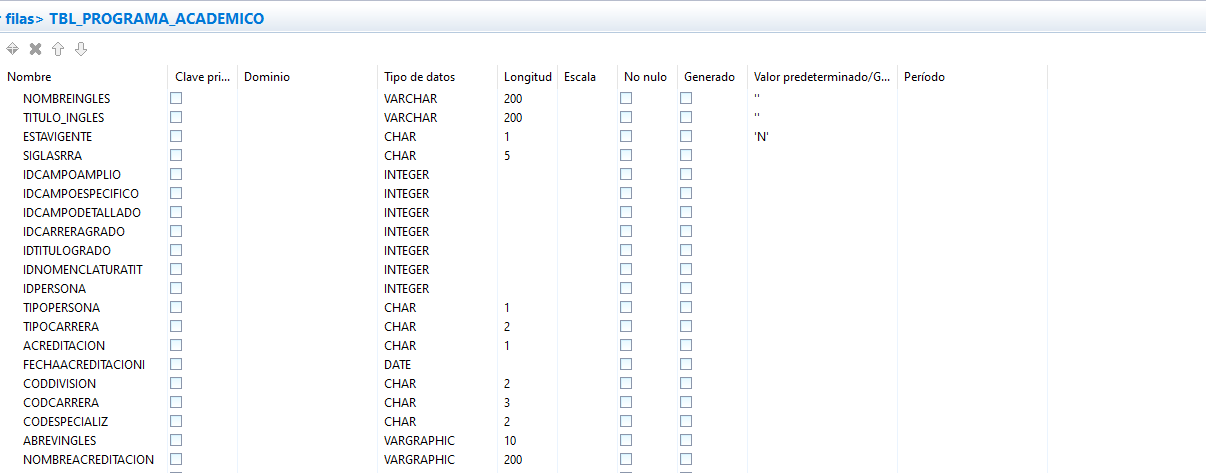 filas> TBL_PROGRAMA_ACADEMICO
Nombre Clave pri... Dominio Tipo de datos Longitud Escala No nulo Generado Valor predeterminado/G... Período
NOMBREINGLES VARCHAR 200 ''
TITULO_INGLES VARCHAR 200 ''
ESTAVIGENTE CHAR 1 'N'
SIGLASRRA CHAR 5
IDCAMPOAMPLIO INTEGER
IDCAMPOESPECIFICO INTEGER
IDCAMPODETALLADO INTEGER
IDCARRERAGRADO INTEGER
IDTITULOGRADO INTEGER
IDNOMENCLATURATIT INTEGER
IDPERSONA INTEGER
TIPOPERSONA CHAR 1
TIPOCARRERA CHAR 2
ACREDITACION CHAR 1
FECHAACREDITACIONI DATE
CODDIVISION CHAR 2
CODCARRERA CHAR 3
CODESPECIALIZ CHAR 2
ABREVINGLES VARGRAPHIC 10
NOMBREACREDITACION VARGRAPHIC 200